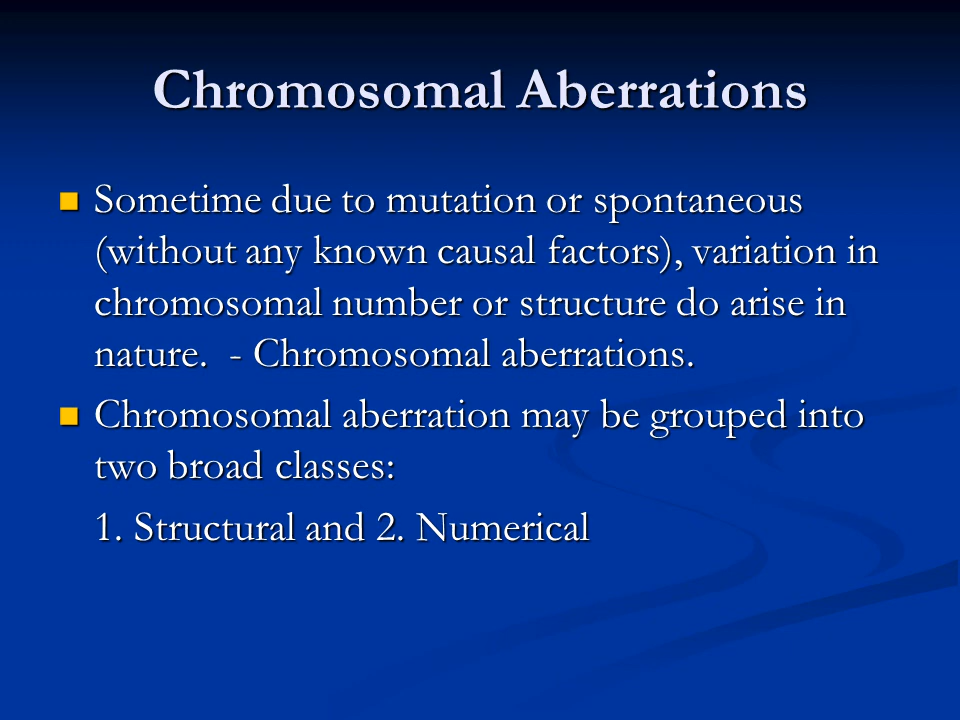 Chromosomal Aberrations
Sometime due to mutation or spontaneous
(without any known causal factors), variation in
chromosomal number or structure do arise in
nature.  - Chromosomal aberrations.
Chromosomal aberration may be grouped into
two broad classes:
1. Structural and 2. Numerical